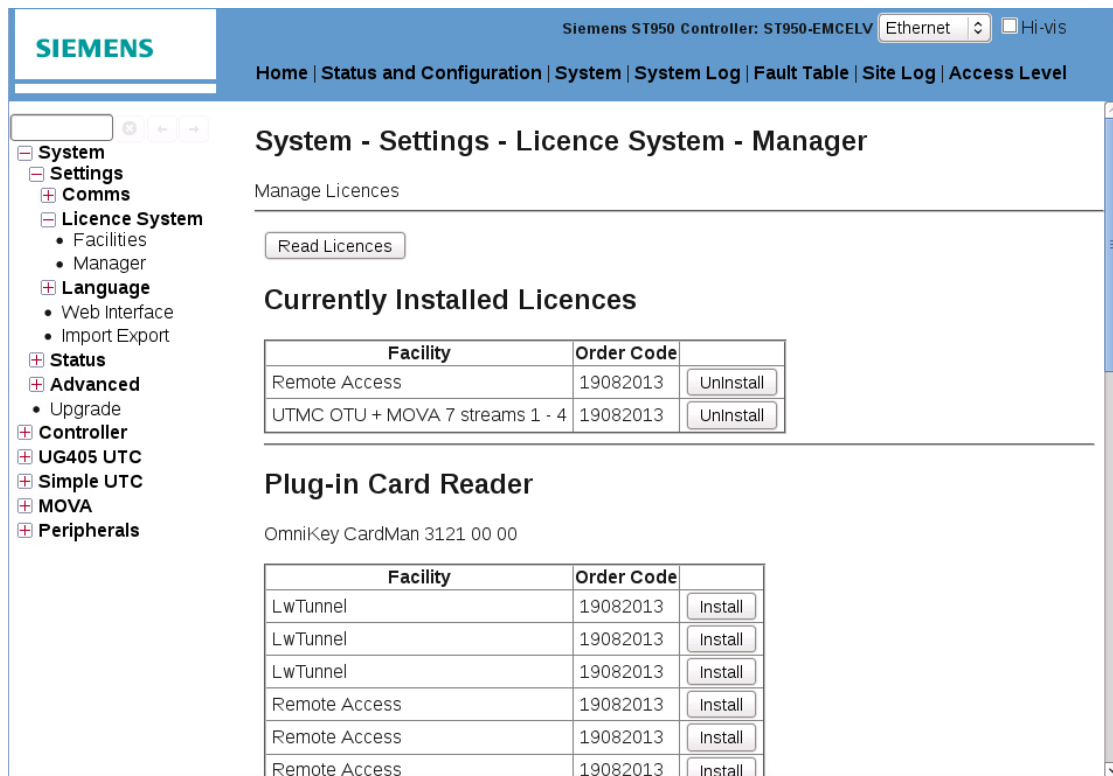 SIEMENS
Siemens ST950 Controller: ST950-EMCELV Ethernet Hi-vis
Home | Status and Configuration | System | System Log | Fault Table | Site Log | Access Level
System
Settings
Comms
Licence System
Facilities
Manager
Language
Web Interface
Import Export
Status
Advanced
Upgrade
Controller
UG405 UTC
Simple UTC
MOVA
Peripherals
System - Settings - Licence System - Manager
Manage Licences
Read Licences
Currently Installed Licences
Facility Order Code
Remote Access 19082013 UnInstall
UTMC OTU + MOVA 7 streams 1 - 4 19082013 UnInstall
Plug-in Card Reader
OmniKey CardMan 3121 00 00
Facility Order Code
LwTunnel 19082013 Install
LwTunnel 19082013 Install
LwTunnel 19082013 Install
Remote Access 19082013 Install
Remote Access 19082013 Install
Remote Access 19082013 Install